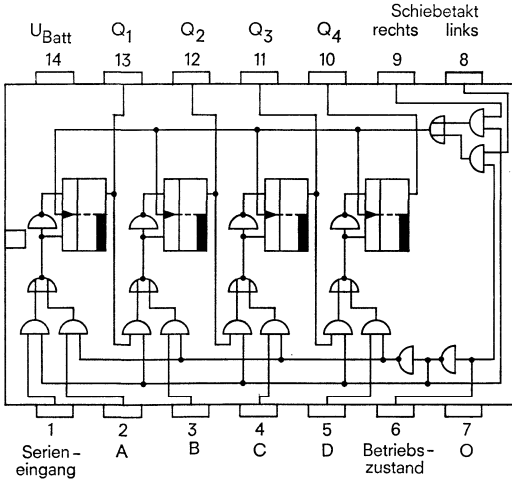 Schiebetakt
U Batt Q1 Q2 Q3 Q4 rechts links
14 13 12 11 10 9 8
1 2 3 4 5 6 7
Serien- A B C D Betriebs- O
eingang zustand